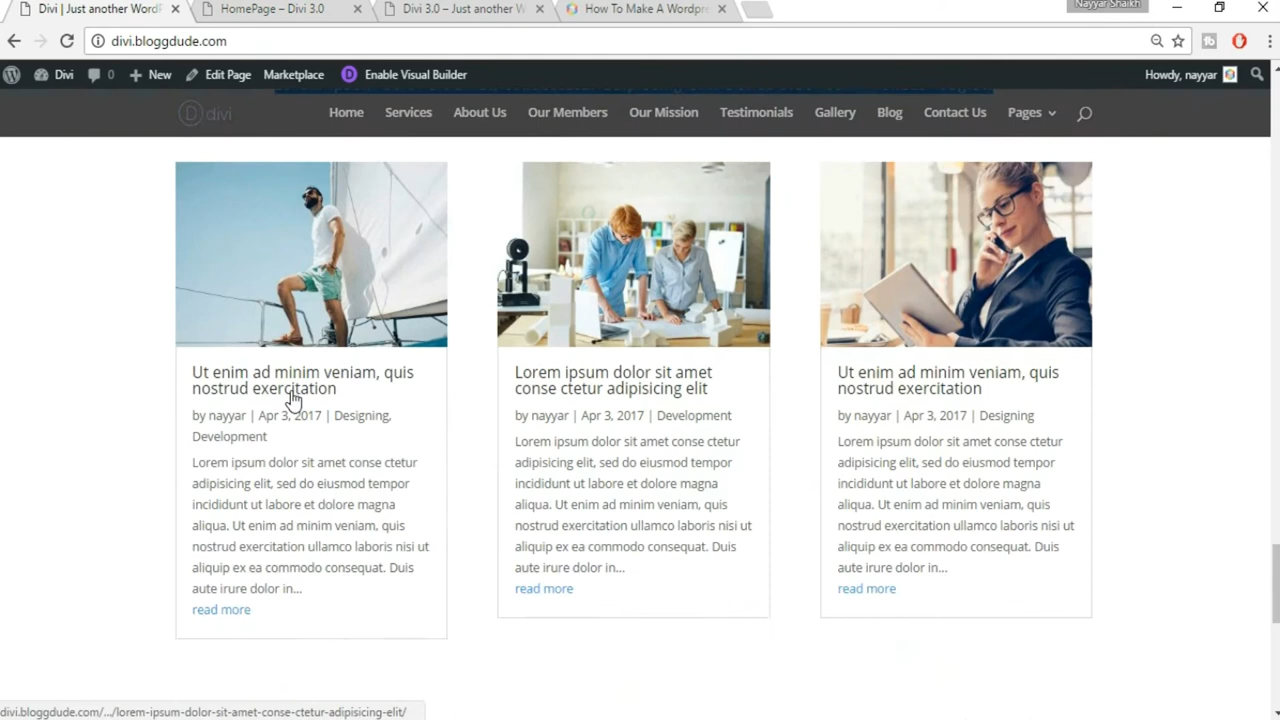 Divi | Just another WordP
HomePage – Divi 3.0
Divi 3.0 – Just another W
How To Make A Wordpre
Nayyar Shaikh
divi.bloggdude.com
Divi
0
New
Edit Page
Marketplace
Enable Visual Builder
Howdy, nayyar
divi
Home
Services
About Us
Our Members
Our Mission
Testimonials
Gallery
Blog
Contact Us
Pages
Ut enim ad minim veniam, quis
nostrud exercitation
by nayyar | Apr 3, 2017 | Designing,
Development
Lorem ipsum dolor sit amet conse ctetur
adipisicing elit, sed do eiusmod tempor
incididunt ut labore et dolore magna
aliqua. Ut enim ad minim veniam, quis
nostrud exercitation ullamco laboris nisi ut
aliquip ex ea commodo consequat. Duis
aute irure dolor in...
read more
Lorem ipsum dolor sit amet
conse ctetur adipisicing elit
by nayyar | Apr 3, 2017 | Development
Lorem ipsum dolor sit amet conse ctetur
adipisicing elit, sed do eiusmod tempor
incididunt ut labore et dolore magna
aliqua. Ut enim ad minim veniam, quis
nostrud exercitation ullamco laboris nisi ut
aliquip ex ea commodo consequat. Duis
aute irure dolor in...
read more
Ut enim ad minim veniam, quis
nostrud exercitation
by nayyar | Apr 3, 2017 | Designing
Lorem ipsum dolor sit amet conse ctetur
adipisicing elit, sed do eiusmod tempor
incididunt ut labore et dolore magna
aliqua. Ut enim ad minim veniam, quis
nostrud exercitation ullamco laboris nisi ut
aliquip ex ea commodo consequat. Duis
aute irure dolor in...
read more
divi.bloggdude.com/.../lorem-ipsum-dolor-sit-amet-conse-ctetur-adipisicing-elit/